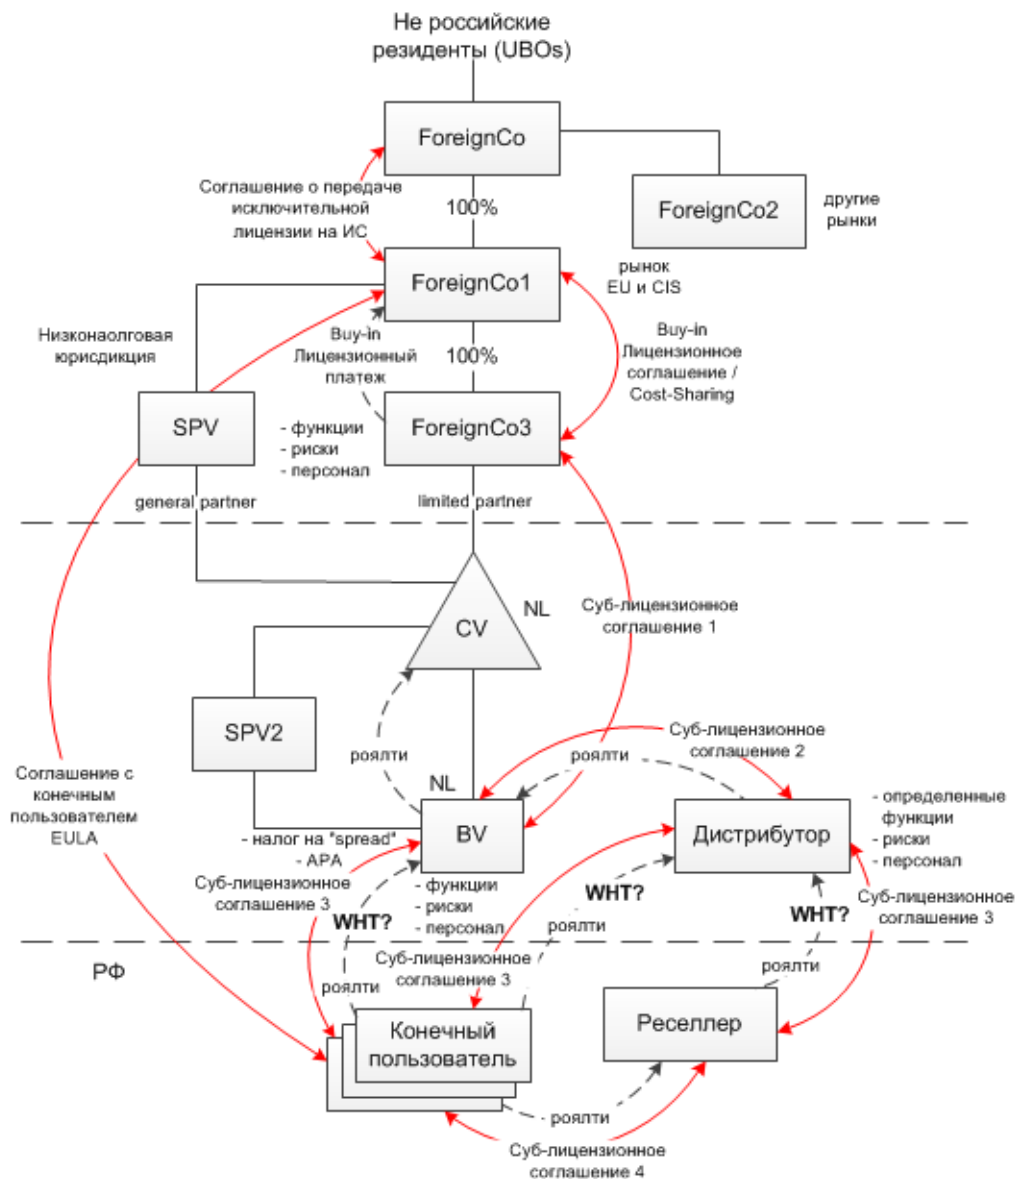 Не российские
резиденты (UBOs)
ForeignCo
Соглашение о передаче
исключительной
лицензии на ИС
100%
ForeignCo2
другие
рынки
рынок
EU и CIS
ForeignCo1
Низконаолговая
юрисдикция
Buy-in
Лицензионный
платеж
100%
Buy-in
Лицензионное
соглашение /
Cost-Sharing
SPV
- функции
- риски
- персонал
ForeignCo3
general partner
limited partner
CV
NL
Суб-лицензионное
соглашение 1
SPV2
роялти
Суб-лицензионное
соглашение 2
роялти
Соглашение с
конечным
пользователем
EULA
NL
BV
- налог на "spread"
- APA
Дистрибутор
- определенные
функции
- риски
- персонал
Суб-лицензионное
соглашение 3
- функции
- риски
- персонал
WHT?
WHT?
роялти
WHT?
Суб-лицензионное
соглашение 3
РФ
Суб-лицензионное
соглашение 3
роялти
роялти
Конечный
пользователь
Реселлер
роялти
Суб-лицензионное
соглашение 4